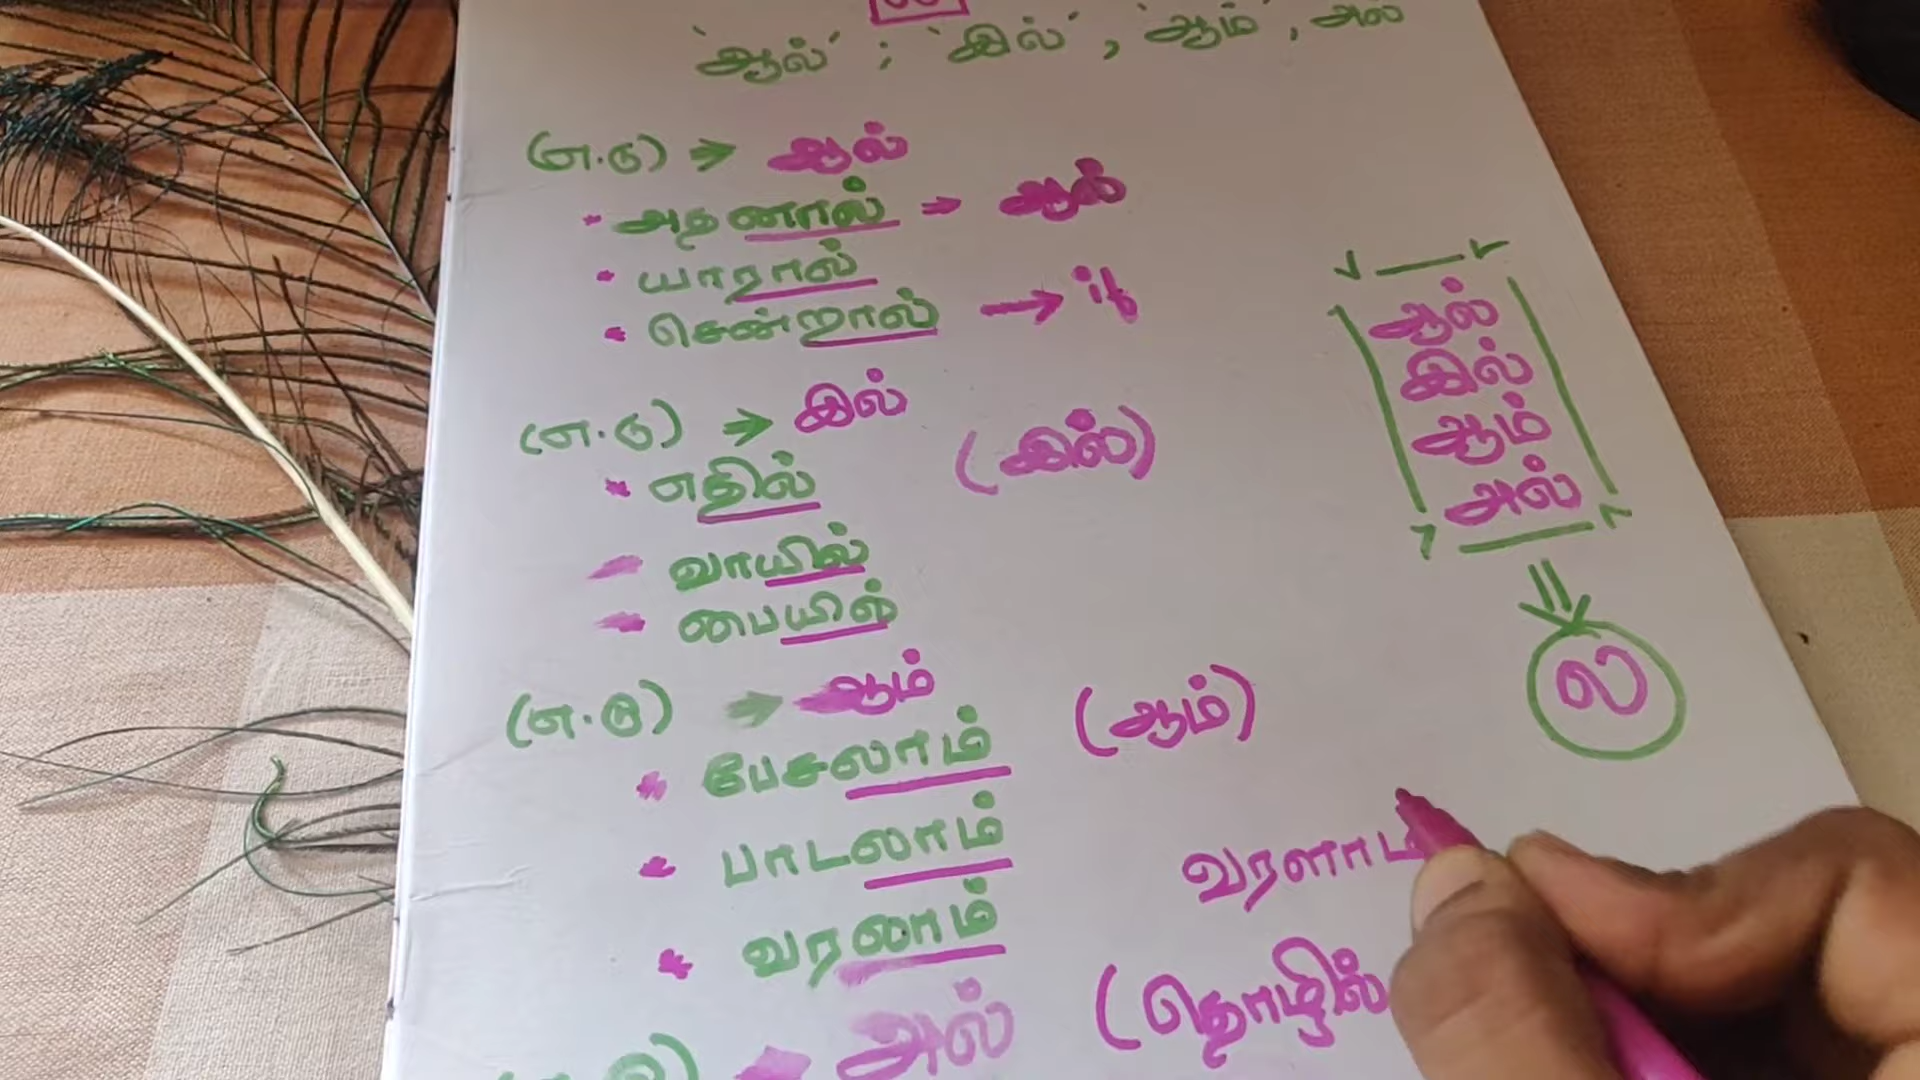 'ஆல்' ; 'இல்' , 'ஆம்' , அல்
(எ.டு) → ஆல்
* அதனால் → ஆல்
* யாரால்
* சென்றால் → if
(எ.டு) → இல்
* எதில் (இல்)
வாயில்
பையில்
(எ.டு) → ஆம்
* பேசலாம் (ஆம்)
* பாடலாம்
* வரலாம்
அல் (தொழில்
ஆல்
இல்
ஆம்
அல்
ல
வரளாம